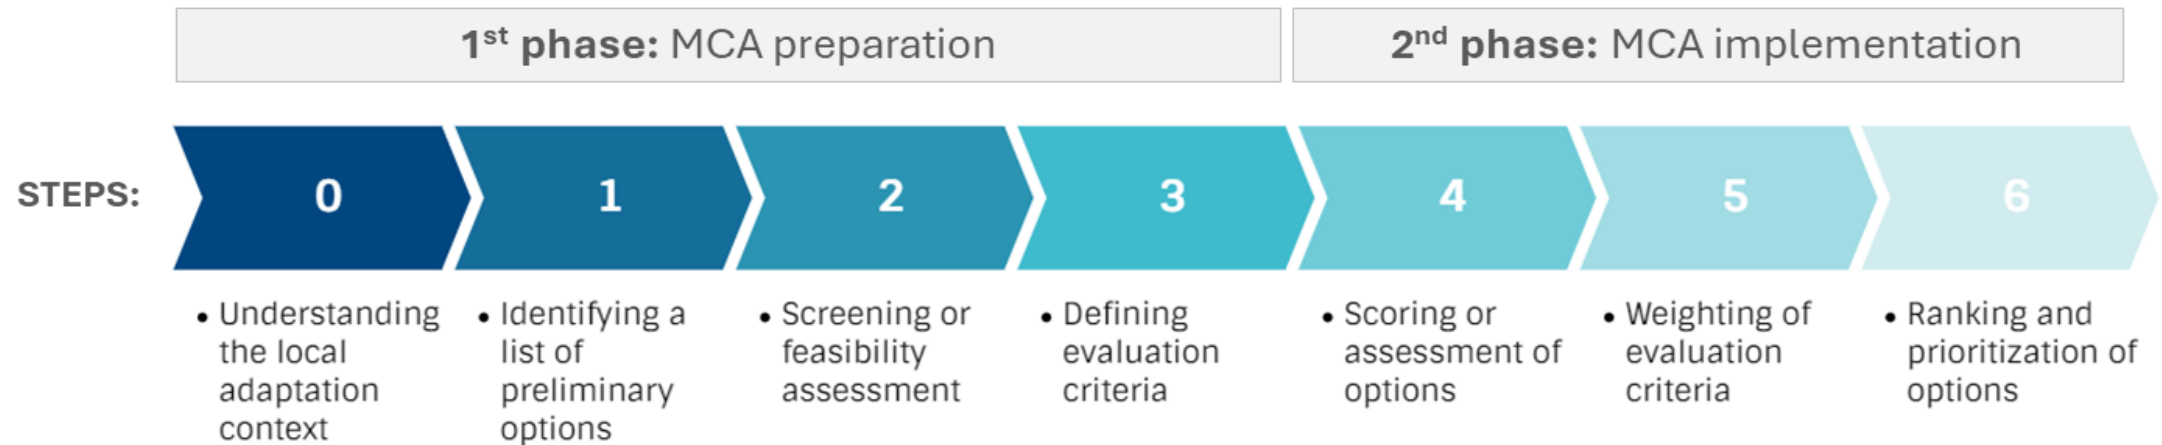 1st phase: MCA preparation
2nd phase: MCA implementation
STEPS:
0
1
2
3
4
5
6
• Understanding
the local
adaptation
context
• Identifying a
list of
preliminary
options
• Screening or
feasibility
assessment
• Defining
evaluation
criteria
• Scoring or
assessment of
options
• Weighting of
evaluation
criteria
• Ranking and
prioritization of
options